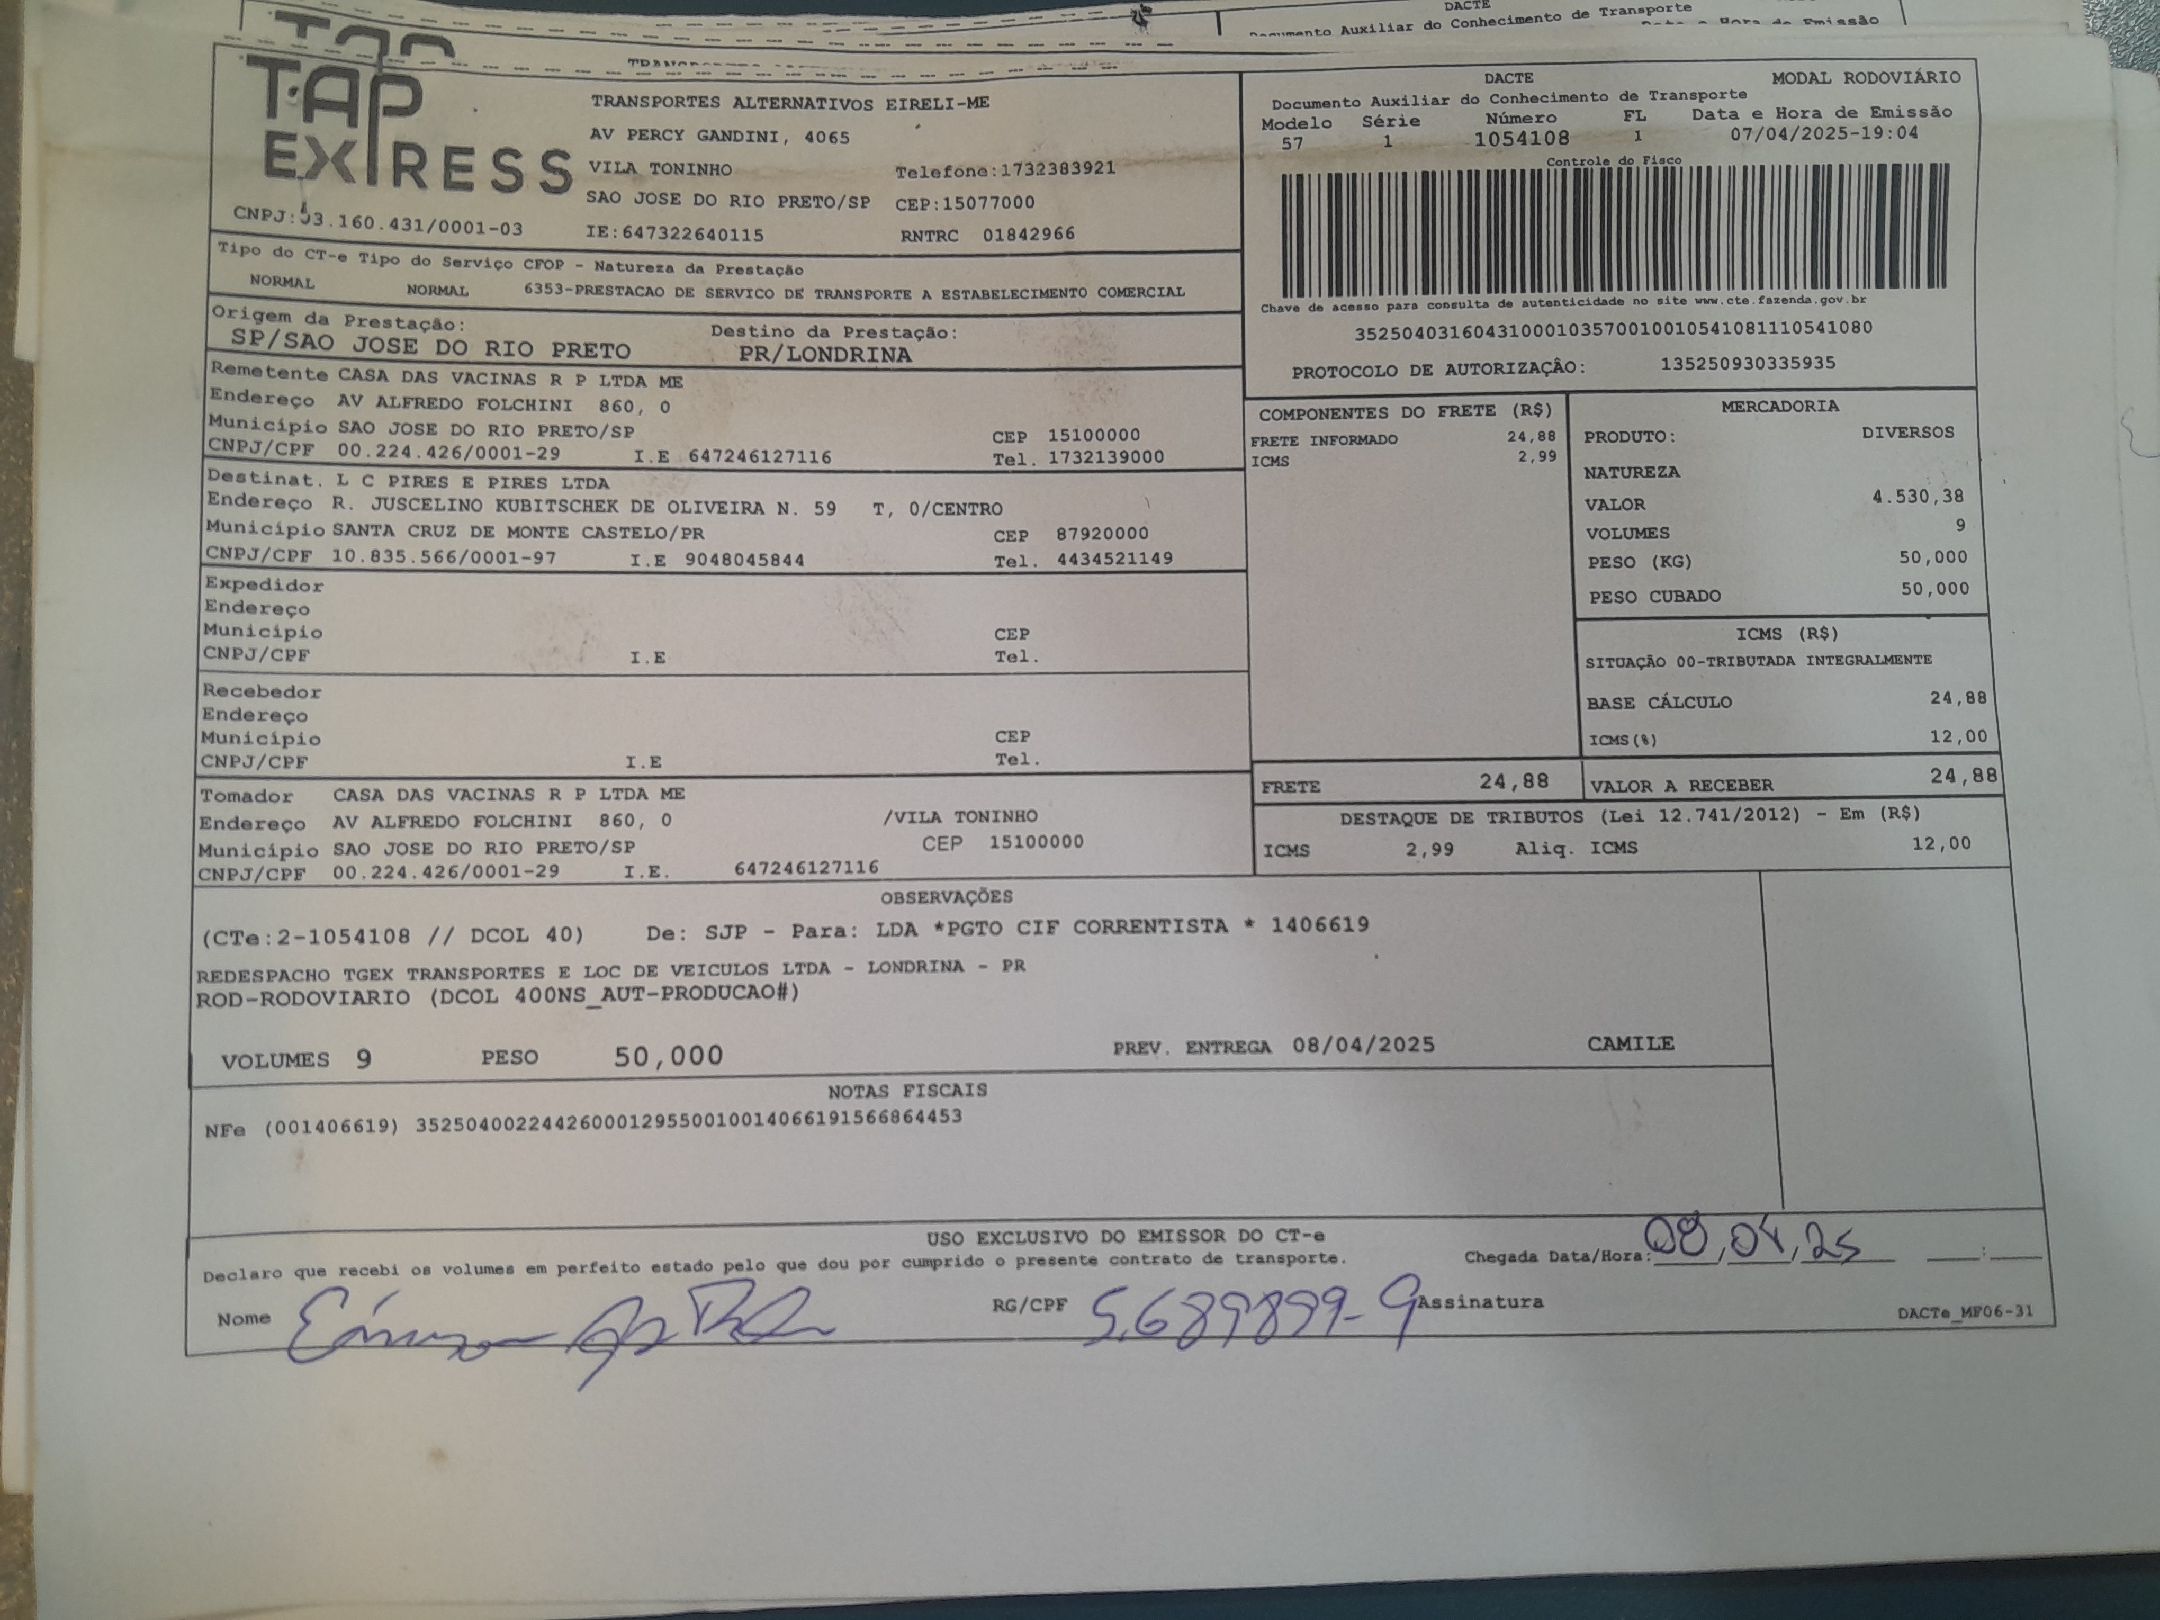 DACTE
Documento Auxiliar do Conhecimento de Transporte
TAP EXPRESS
CNPJ:03.160.431/0001-03
TRANSPORTES ALTERNATIVOS EIRELI-ME
AV PERCY GANDINI, 4065
VILA TONINHO Telefone:1732383921
SAO JOSE DO RIO PRETO/SP CEP:15077000
IE:647322640115 RNTRC 01842966
DACTE MODAL RODOVIÁRIO
Documento Auxiliar do Conhecimento de Transporte
Modelo Série Número FL Data e Hora de Emissão
57 1 1054108 1 07/04/2025-19:04
Controle do Fisco
Chave de acesso para consulta de autenticidade no site www.cte.fazenda.gov.br
35250403160431000103570010010541081110541080
PROTOCOLO DE AUTORIZAÇÂO: 135250930335935
Tipo do CT-e Tipo do Serviço CFOP - Natureza da Prestação
NORMAL NORMAL 6353-PRESTACAO DE SERVICO DE TRANSPORTE A ESTABELECIMENTO COMERCIAL
Origem da Prestação: Destino da Prestação:
SP/SAO JOSE DO RIO PRETO PR/LONDRINA
Remetente CASA DAS VACINAS R P LTDA ME
Endereço AV ALFREDO FOLCHINI 860, 0
Município SAO JOSE DO RIO PRETO/SP CEP 15100000
CNPJ/CPF 00.224.426/0001-29 I.E 647246127116 Tel. 1732139000
Destinat. L C PIRES E PIRES LTDA
Endereço R. JUSCELINO KUBITSCHEK DE OLIVEIRA N. 59 T, 0/CENTRO
Município SANTA CRUZ DE MONTE CASTELO/PR CEP 87920000
CNPJ/CPF 10.835.566/0001-97 I.E 9048045844 Tel. 4434521149
Expedidor
Endereço
Município CEP
CNPJ/CPF I.E Tel.
Recebedor
Endereço
Município CEP
CNPJ/CPF I.E Tel.
Tomador CASA DAS VACINAS R P LTDA ME
Endereço AV ALFREDO FOLCHINI 860, 0 /VILA TONINHO
Município SAO JOSE DO RIO PRETO/SP CEP 15100000
CNPJ/CPF 00.224.426/0001-29 I.E. 647246127116
COMPONENTES DO FRETE (R$)
FRETE INFORMADO 24,88
ICMS 2,99
MERCADORIA
PRODUTO: DIVERSOS
NATUREZA
VALOR 4.530,38
VOLUMES 9
PESO (KG) 50,000
PESO CUBADO 50,000
ICMS (R$)
SITUAÇÃO 00-TRIBUTADA INTEGRALMENTE
BASE CÁLCULO 24,88
ICMS(%) 12,00
FRETE 24,88 VALOR A RECEBER 24,88
DESTAQUE DE TRIBUTOS (Lei 12.741/2012) - Em (R$)
ICMS 2,99 Aliq. ICMS 12,00
OBSERVAÇÕES
(CTe:2-1054108 // DCOL 40) De: SJP - Para: LDA *PGTO CIF CORRENTISTA * 1406619
REDESPACHO TGEX TRANSPORTES E LOC DE VEICULOS LTDA - LONDRINA - PR
ROD-RODOVIARIO (DCOL 400NS_AUT-PRODUCAO#)
VOLUMES 9 PESO 50,000 PREV. ENTREGA 08/04/2025 CAMILE
NOTAS FISCAIS
NFe (001406619) 35250400224426000129550010014066191566864453
USO EXCLUSIVO DO EMISSOR DO CT-e
Declaro que recebi os volumes em perfeito estado pelo que dou por cumprido o presente contrato de transporte. Chegada Data/Hora: 08,04,25
Nome RG/CPF 5.689899-9 Assinatura DACTe_MF06-31